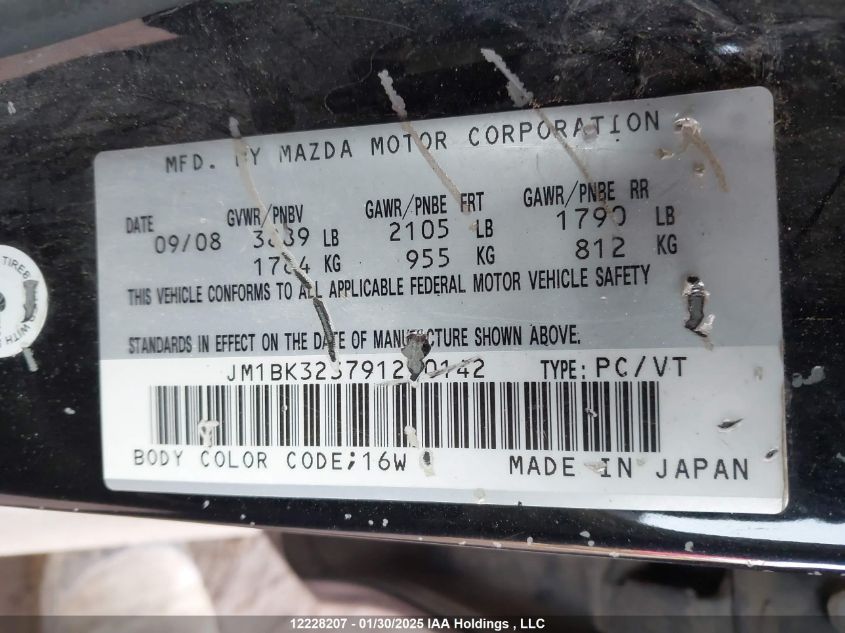 MFD. BY MAZDA MOTOR CORPORATION
DATE GVWR/PNBV GAWR/PNBE FRT GAWR/PNBE RR
09/08 LB 2105 LB 1790 LB
KG 955 KG 812 KG
THIS VEHICLE CONFORMS TO ALL APPLICABLE FEDERAL MOTOR VEHICLE SAFETY
STANDARDS IN EFFECT ON THE DATE OF MANUFACTURE SHOWN ABOVE.
TYPE: PC/VT
BODY COLOR CODE;16W MADE IN JAPAN
TIRES
WITH
12228207 - 01/30/2025 IAA Holdings , LLC